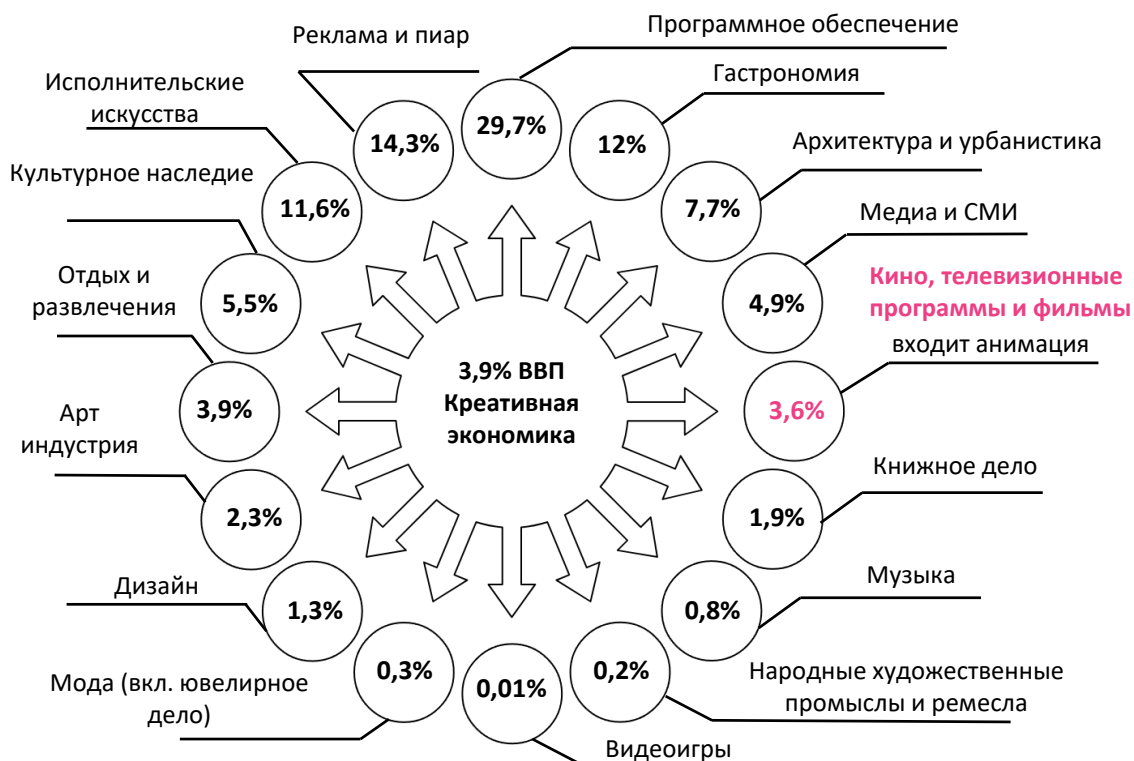 Программное обеспечение
29,7%
Гастрономия
12%
Архитектура и урбанистика
7,7%
Медиа и СМИ
4,9%
Кино, телевизионные
программы и фильмы
входит анимация
3,6%
Книжное дело
1,9%
Музыка
0,8%
Народные художественные
промыслы и ремесла
0,2%
Видеоигры
0,01%
Мода (вкл. ювелирное
дело)
0,3%
Дизайн
1,3%
Арт
индустрия
2,3%
Отдых и
развлечения
3,9%
Культурное наследие
5,5%
Исполнительские
искусства
11,6%
Реклама и пиар
14,3%
3,9% ВВП
Креативная
экономика